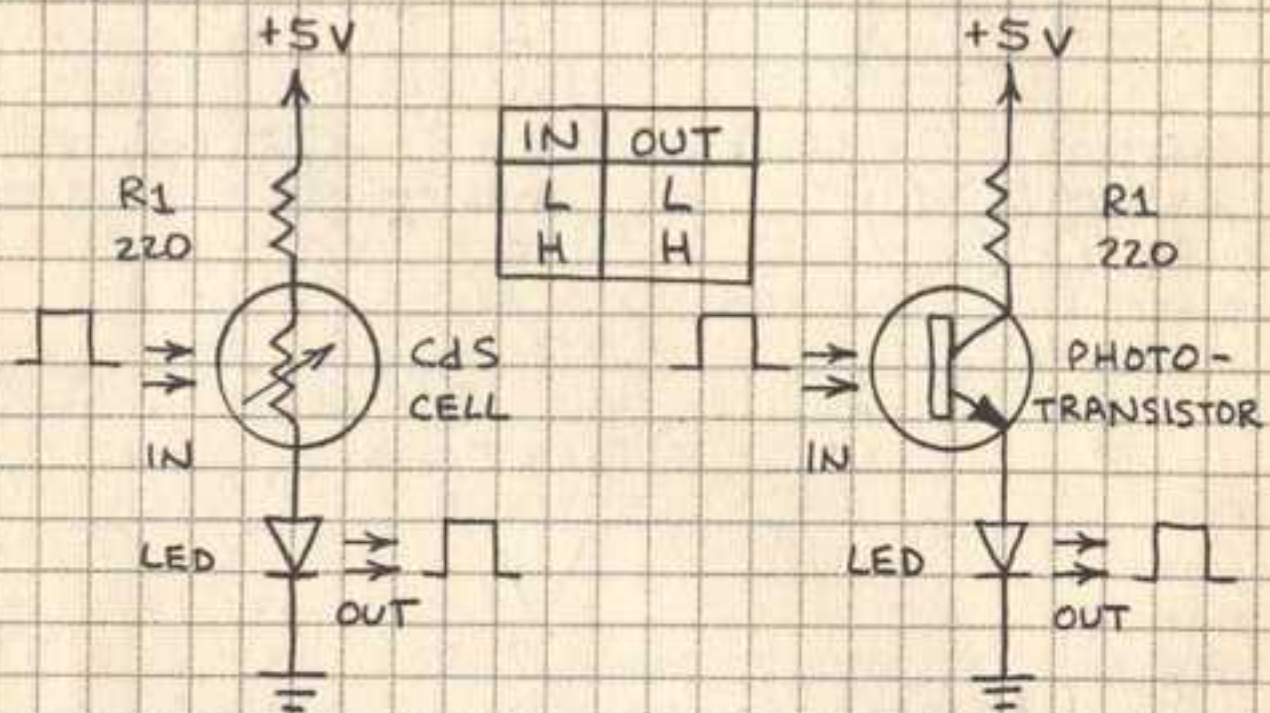 +5V
R1
220
CdS
CELL
IN
LED
OUT
IN OUT
L L
H H
+5V
R1
220
PHOTO-
TRANSISTOR
IN
LED
OUT